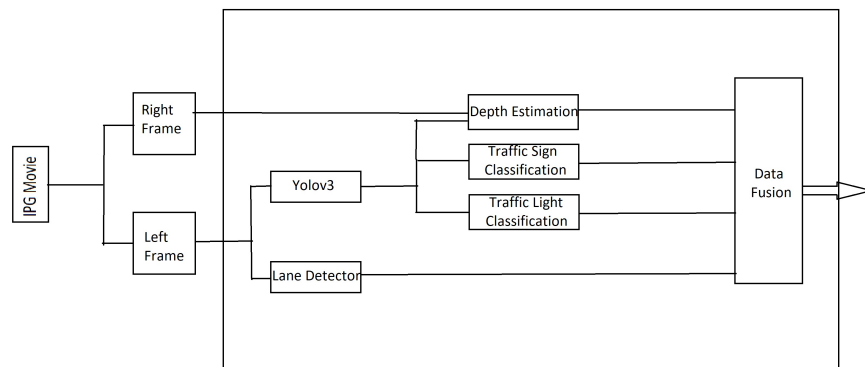 IPG Movie
Right
Frame
Left
Frame
Yolov3
Lane Detector
Depth Estimation
Traffic Sign
Classification
Traffic Light
Classification
Data
Fusion